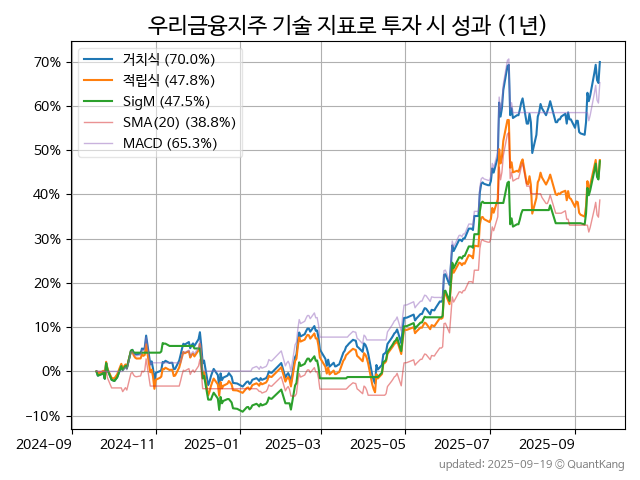 우리금융지주 기술 지표로 투자 시 성과 (1년)
거치식 (70.0%)
적립식 (47.8%)
SigM (47.5%)
SMA(20) (38.8%)
MACD (65.3%)
70%
60%
50%
40%
30%
20%
10%
0%
−10%
2024-09
2024-11
2025-01
2025-03
2025-05
2025-07
2025-09
updated: 2025-09-19 © QuantKang